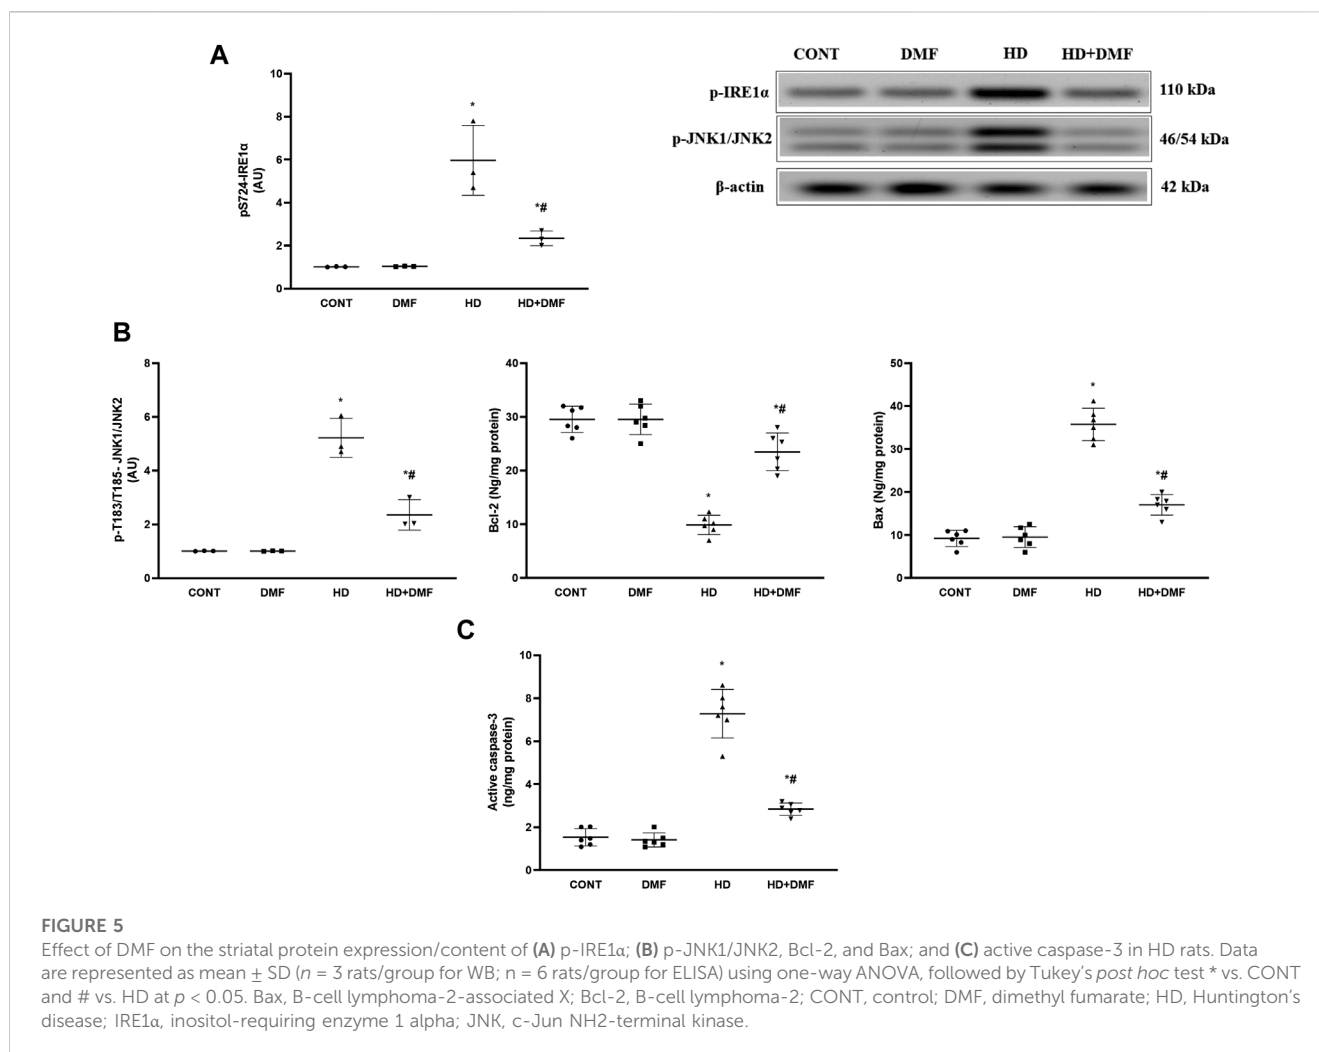 A
pS724-IRE1α
(AU)
10
8
6
4
2
0
*
*#
CONT DMF HD HD+DMF
CONT DMF HD HD+DMF
p-IRE1α 110 kDa
p-JNK1/JNK2 46/54 kDa
β-actin 42 kDa
B
p-T183/T185- JNK1/JNK2
(AU)
8
6
4
2
0
*
*#
CONT DMF HD HD+DMF
Bcl-2 (Ng/mg protein)
40
30
20
10
0
*
*#
CONT DMF HD HD+DMF
Bax (Ng/mg protein)
50
40
30
20
10
0
*
*#
CONT DMF HD HD+DMF
C
Active caspase-3
(ng/mg protein)
10
8
6
4
2
0
*
*#
CONT DMF HD HD+DMF
FIGURE 5
Effect of DMF on the striatal protein expression/content of (A) p-IRE1α; (B) p-JNK1/JNK2, Bcl-2, and Bax; and (C) active caspase-3 in HD rats. Data
are represented as mean ± SD (n = 3 rats/group for WB; n = 6 rats/group for ELISA) using one-way ANOVA, followed by Tukey's post hoc test * vs. CONT
and # vs. HD at p < 0.05. Bax, B-cell lymphoma-2-associated X; Bcl-2, B-cell lymphoma-2; CONT, control; DMF, dimethyl fumarate; HD, Huntington's
disease; IRE1α, inositol-requiring enzyme 1 alpha; JNK, c-Jun NH2-terminal kinase.